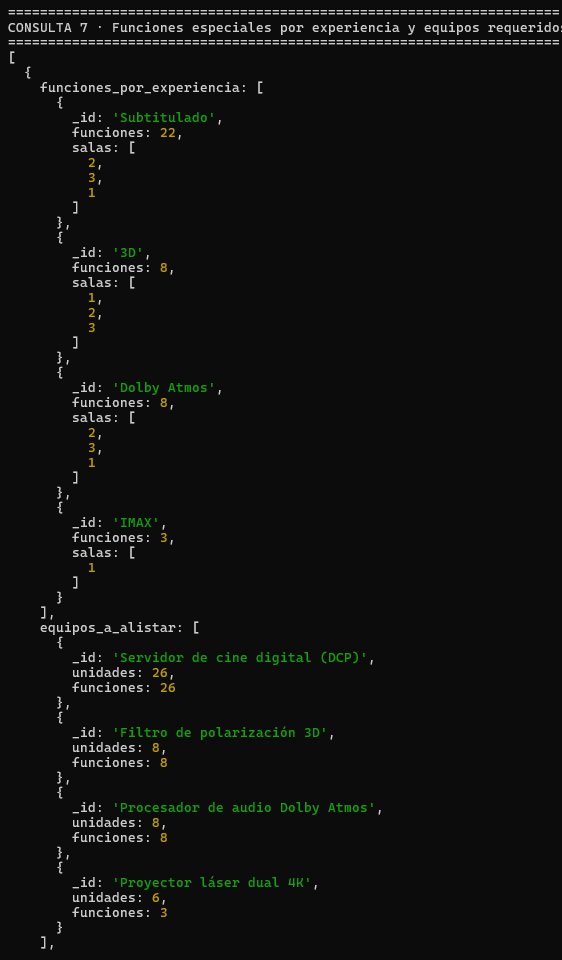 =====================================================================
CONSULTA 7 · Funciones especiales por experiencia y equipos requeridos
=====================================================================
[
  {
    funciones_por_experiencia: [
      {
        _id: 'Subtitulado',
        funciones: 22,
        salas: [
          2,
          3,
          1
        ]
      },
      {
        _id: '3D',
        funciones: 8,
        salas: [
          1,
          2,
          3
        ]
      },
      {
        _id: 'Dolby Atmos',
        funciones: 8,
        salas: [
          2,
          3,
          1
        ]
      },
      {
        _id: 'IMAX',
        funciones: 3,
        salas: [
          1
        ]
      }
    ],
    equipos_a_alistar: [
      {
        _id: 'Servidor de cine digital (DCP)',
        unidades: 26,
        funciones: 26
      },
      {
        _id: 'Filtro de polarización 3D',
        unidades: 8,
        funciones: 8
      },
      {
        _id: 'Procesador de audio Dolby Atmos',
        unidades: 8,
        funciones: 8
      },
      {
        _id: 'Proyector láser dual 4K',
        unidades: 6,
        funciones: 3
      }
    ],